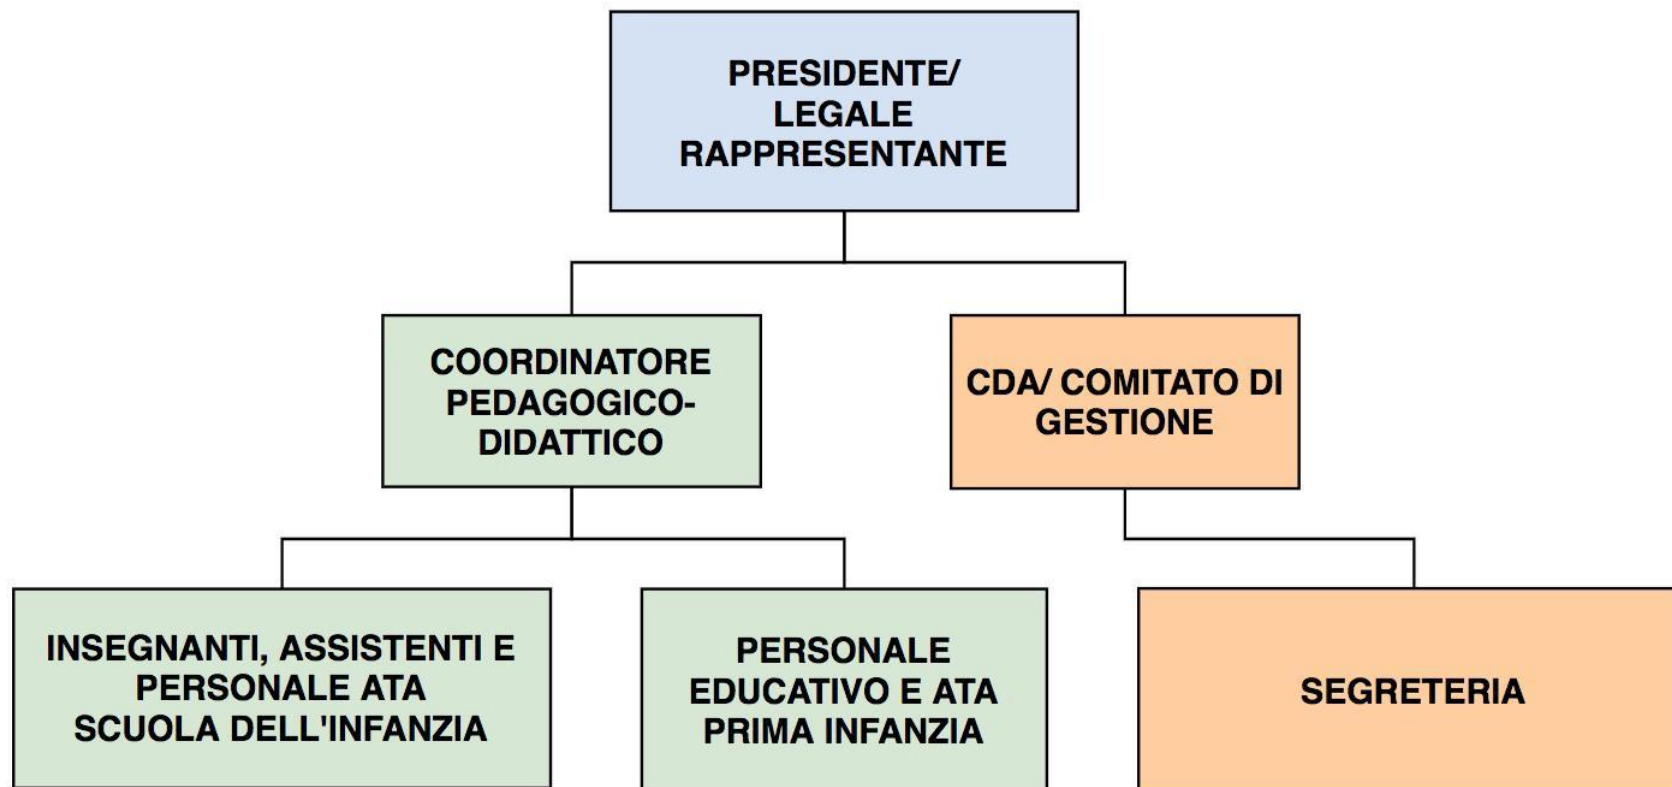 PRESIDENTE/
LEGALE
RAPPRESENTANTE
COORDINATORE
PEDAGOGICO-
DIDATTICO
CDA/ COMITATO DI
GESTIONE
INSEGNANTI, ASSISTENTI E
PERSONALE ATA
SCUOLA DELL'INFANZIA
PERSONALE
EDUCATIVO E ATA
PRIMA INFANZIA
SEGRETERIA